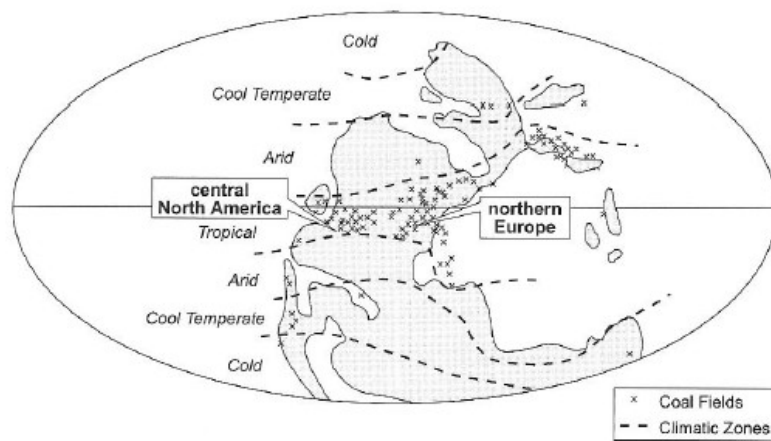 Cold
Cool Temperate
Arid
central
North America
northern
Europe
Tropical
Arid
Cool Temperate
Cold
× Coal Fields
Climatic Zones